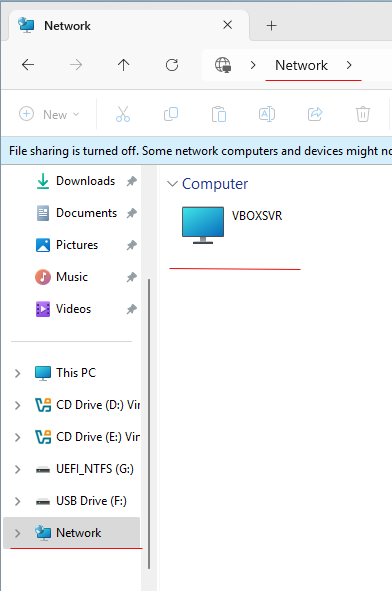 Network
Network
New
File sharing is turned off. Some network computers and devices might no
Downloads
Documents
Pictures
Music
Videos
This PC
CD Drive (D:) Vir
CD Drive (E:) Vir
UEFI_NTFS (G:)
USB Drive (F:)
Network
Computer
VBOXSVR